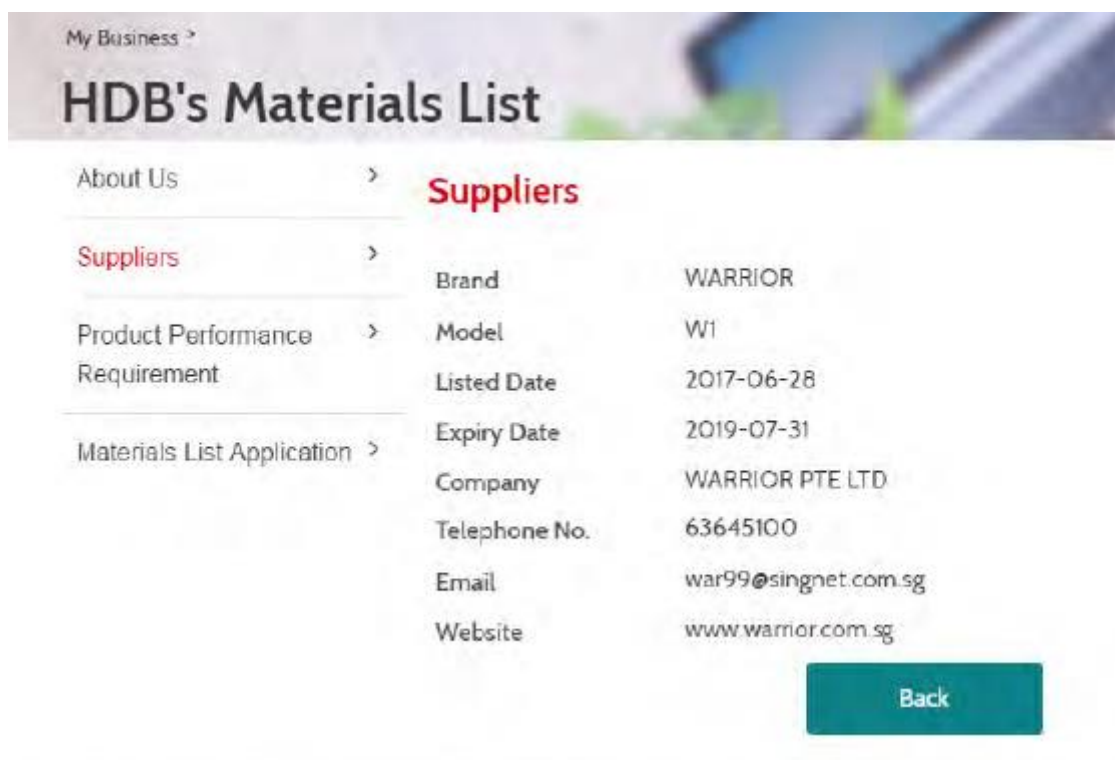 My Business >
HDB's Materials List
About Us >
Suppliers >
Product Performance >
Requirement
Materials List Application >
Suppliers
Brand WARRIOR
Model W1
Listed Date 2017-06-28
Expiry Date 2019-07-31
Company WARRIOR PTE LTD
Telephone No. 63645100
Email war99@singnet.com.sg
Website www.warrior.com.sg
Back